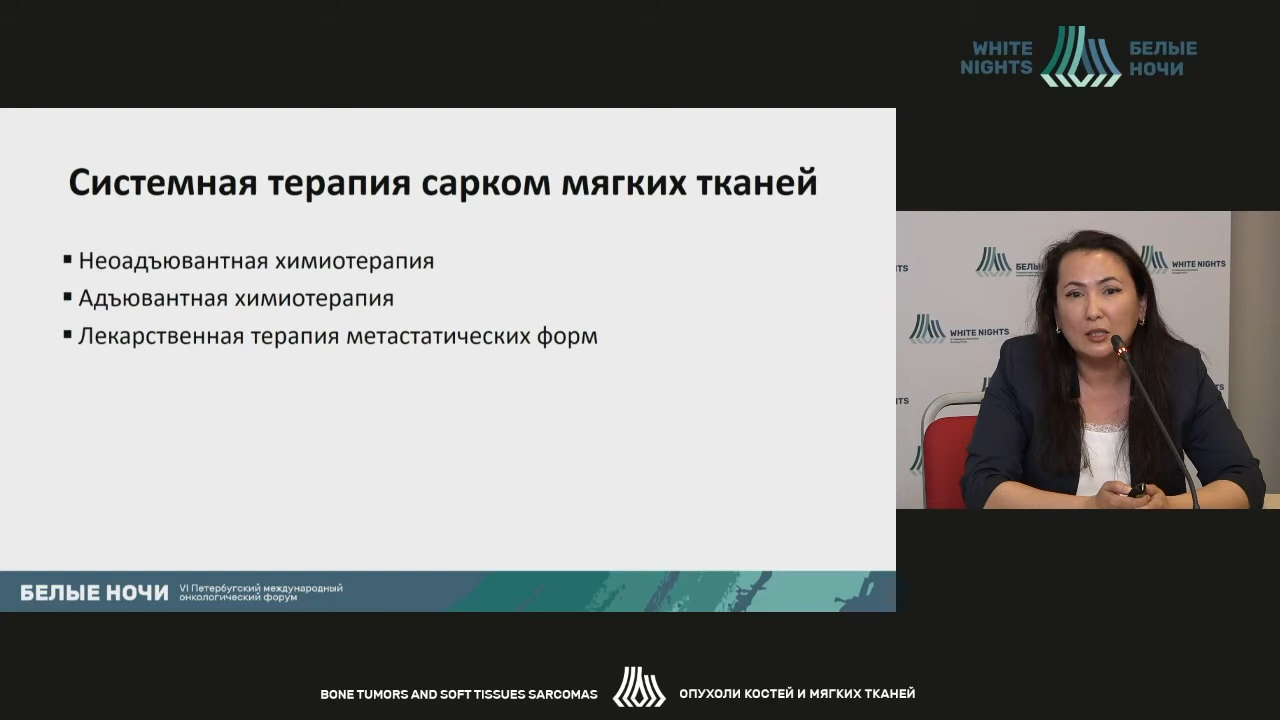 WHITE
NIGHTS
БЕЛЫЕ
НОЧИ
Системная терапия сарком мягких тканей
Неоадъювантная химиотерапия
Адъювантная химиотерапия
Лекарственная терапия метастатических форм
WHITE NIGHTS
WHITE NIGHTS
БЕЛЫЕ НОЧИ
VI Петербугский международный
онкологический форум
BONE TUMORS AND SOFT TISSUES SARCOMAS
ОПУХОЛИ КОСТЕЙ И МЯГКИХ ТКАНЕЙ